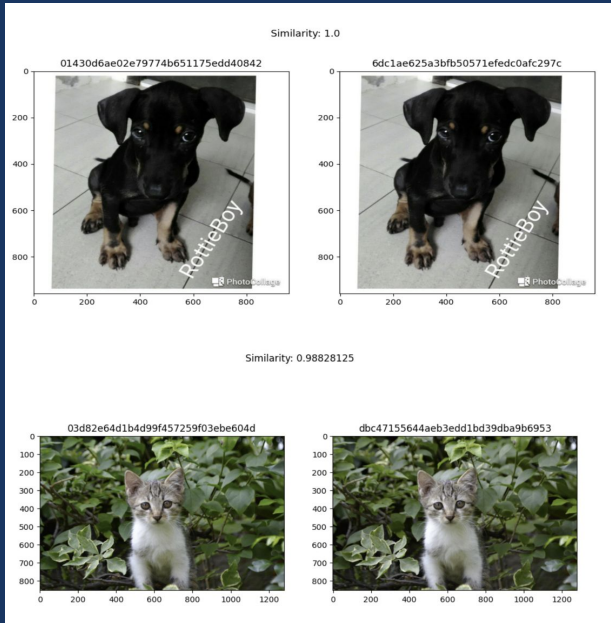 Similarity: 1.0
01430d6ae02e79774b651175edd40842 6dc1ae625a3bfb50571efedc0afc297c
0
200
400
600
800
RottieBoy
PhotoCollage
0 200 400 600 800
0
200
400
600
800
RottieBoy
PhotoCollage
0 200 400 600 800
Similarity: 0.98828125
03d82e64d1b4d99f457259f03ebe604d dbc47155644aeb3edd1bd39dba9b6953
0
100
200
300
400
500
600
700
800
0 200 400 600 800 1000 1200
0
100
200
300
400
500
600
700
800
0 200 400 600 800 1000 1200